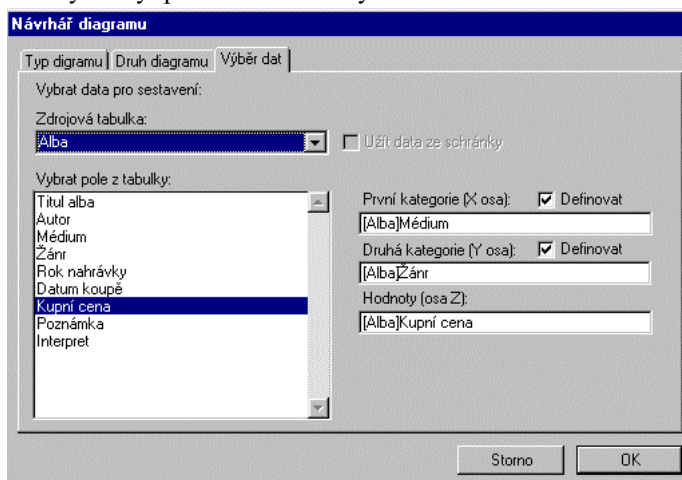 Návrhář diagramu
Typ digramu Druh diagramu Výběr dat
Vybrat data pro sestavení:
Zdrojová tabulka:
Alba
Užít data ze schránky
Vybrat pole z tabulky:
Titul alba
Autor
Médium
Žánr
Rok nahrávky
Datum koupě
Kupní cena
Poznámka
Interpret
První kategorie (X osa): Definovat
[Alba]Médium
Druhá kategorie (Y osa): Definovat
[Alba]Žánr
Hodnoty (osa Z):
[Alba]Kupní cena
Storno OK